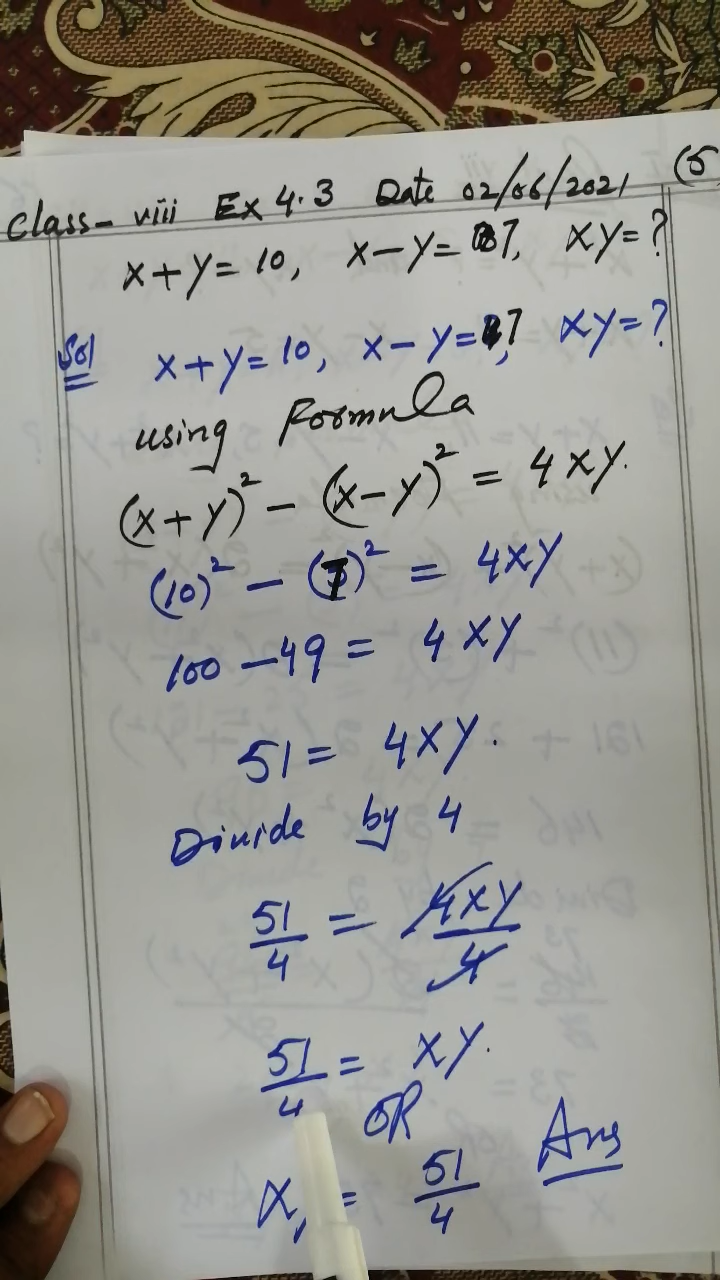 Class- viii Ex 4.3 Date 02/06/2021 (5
x+y= 10, x-y= 7, xy=?
Sol x+y=10, x-y=7, xy=?
using Formula
(x+y)² - (x-y)² = 4xy.
(10)² - (7)² = 4xy
100 -49 = 4xy
51= 4xy.
Divide by 4
51/4 = 4xy/4
51/4 = xy.
OR
x = 51/4 Ans